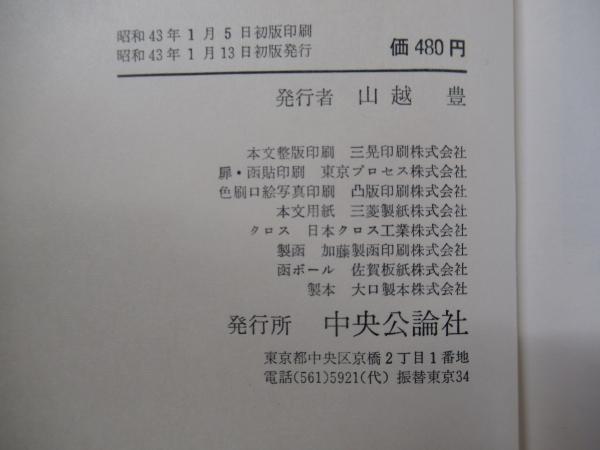 昭和43年1月5日初版印刷
昭和43年1月13日初版発行
価480円
発行者 山越 豊
本文整版印刷 三晃印刷株式会社
扉・函貼印刷 東京プロセス株式会社
色刷口絵写真印刷 凸版印刷株式会社
本文用紙 三菱製紙株式会社
クロス 日本クロス工業株式会社
製函 加藤製函印刷株式会社
函ボール 佐賀板紙株式会社
製本 大口製本株式会社
発行所 中央公論社
東京都中央区京橋2丁目1番地
電話(561)5921(代) 振替東京34